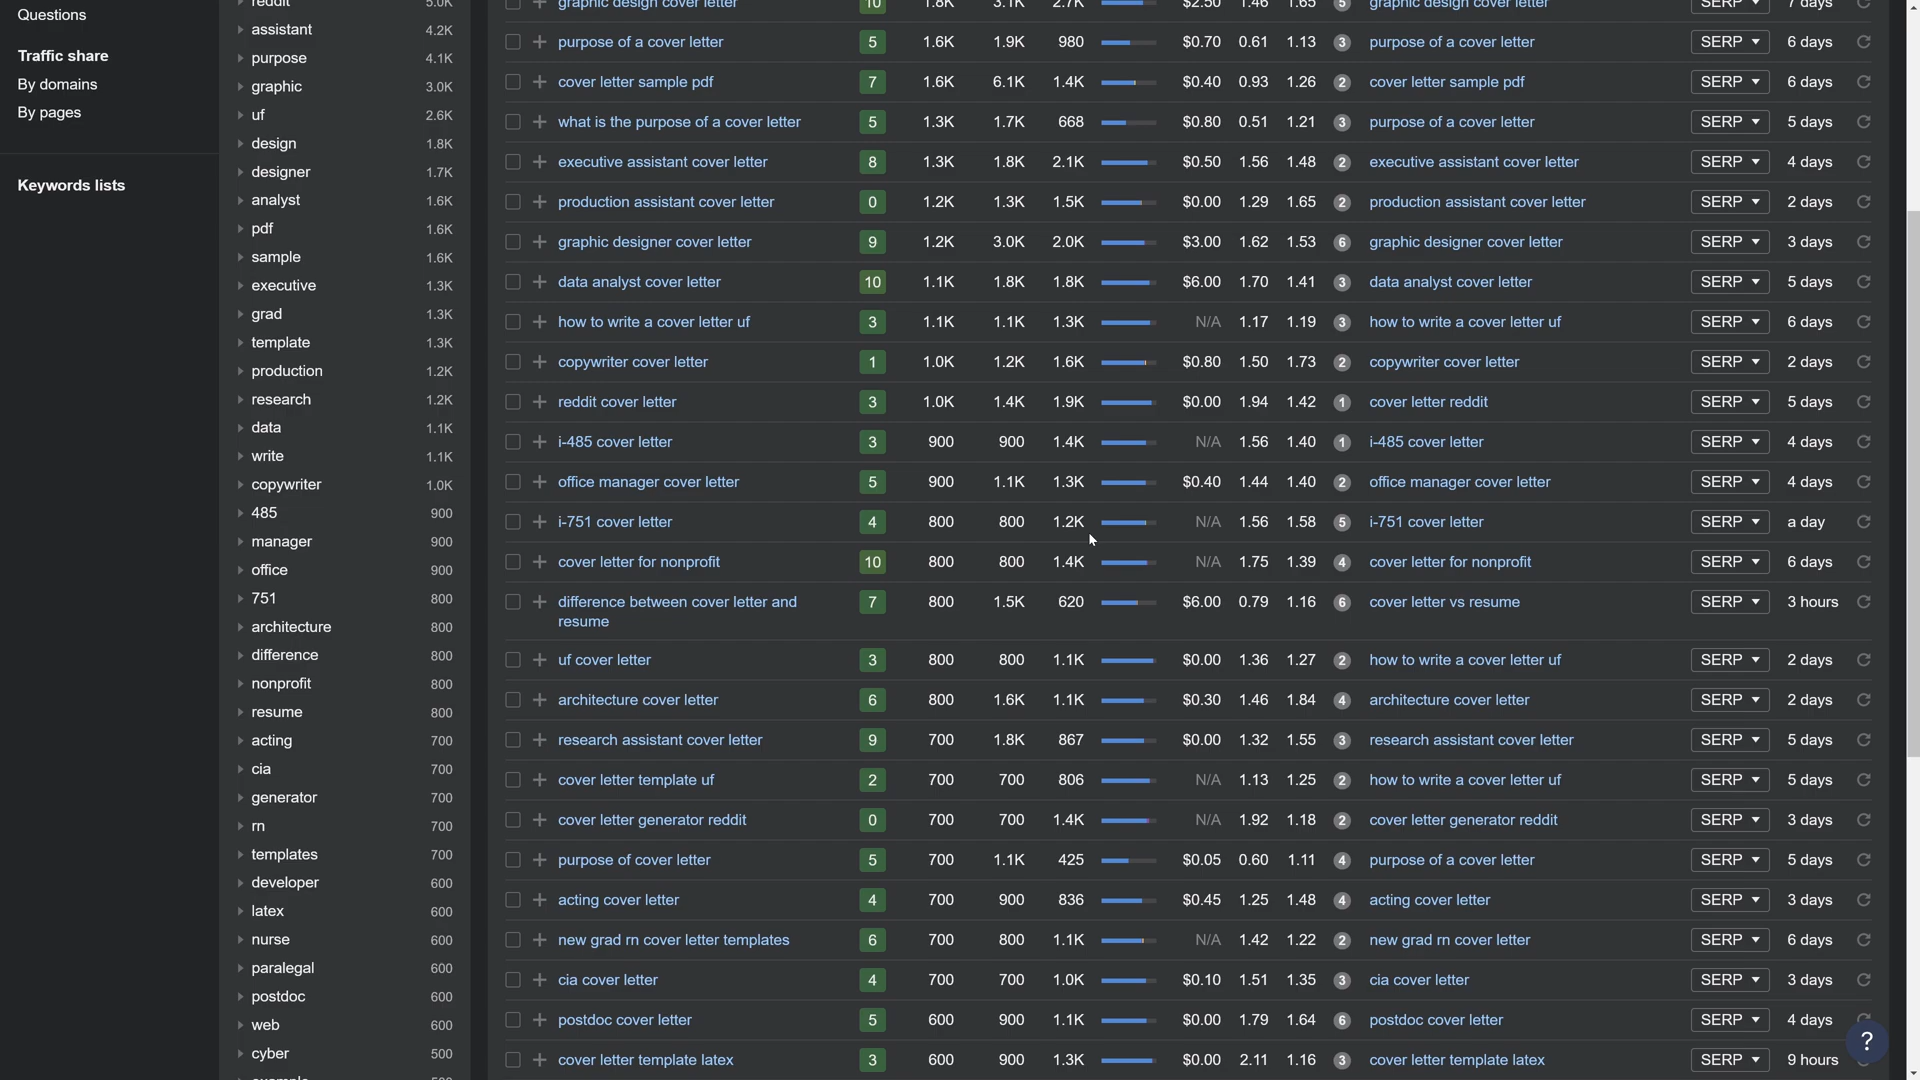 Questions
Traffic share
By domains
By pages
Keywords lists
reddit 5.0K
assistant 4.2K
purpose 4.1K
graphic 3.0K
uf 2.6K
design 1.8K
designer 1.7K
analyst 1.6K
pdf 1.6K
sample 1.6K
executive 1.3K
grad 1.3K
template 1.3K
production 1.2K
research 1.2K
data 1.1K
write 1.1K
copywriter 1.0K
485 900
manager 900
office 900
751 800
architecture 800
difference 800
nonprofit 800
resume 800
acting 700
cia 700
generator 700
rn 700
templates 700
developer 600
latex 600
nurse 600
paralegal 600
postdoc 600
web 600
cyber 500
graphic design cover letter 10 1.8K 3.1K 2.7K $2.50 1.46 1.65 5 graphic design cover letter SERP 7 days
purpose of a cover letter 5 1.6K 1.9K 980 $0.70 0.61 1.13 3 purpose of a cover letter SERP 6 days
cover letter sample pdf 7 1.6K 6.1K 1.4K $0.40 0.93 1.26 2 cover letter sample pdf SERP 6 days
what is the purpose of a cover letter 5 1.3K 1.7K 668 $0.80 0.51 1.21 3 purpose of a cover letter SERP 5 days
executive assistant cover letter 8 1.3K 1.8K 2.1K $0.50 1.56 1.48 2 executive assistant cover letter SERP 4 days
production assistant cover letter 0 1.2K 1.3K 1.5K $0.00 1.29 1.65 2 production assistant cover letter SERP 2 days
graphic designer cover letter 9 1.2K 3.0K 2.0K $3.00 1.62 1.53 6 graphic designer cover letter SERP 3 days
data analyst cover letter 10 1.1K 1.8K 1.8K $6.00 1.70 1.41 3 data analyst cover letter SERP 5 days
how to write a cover letter uf 3 1.1K 1.1K 1.3K N/A 1.17 1.19 3 how to write a cover letter uf SERP 6 days
copywriter cover letter 1 1.0K 1.2K 1.6K $0.80 1.50 1.73 2 copywriter cover letter SERP 2 days
reddit cover letter 3 1.0K 1.4K 1.9K $0.00 1.94 1.42 1 cover letter reddit SERP 5 days
i-485 cover letter 3 900 900 1.4K N/A 1.56 1.40 1 i-485 cover letter SERP 4 days
office manager cover letter 5 900 1.1K 1.3K $0.40 1.44 1.40 2 office manager cover letter SERP 4 days
i-751 cover letter 4 800 800 1.2K N/A 1.56 1.58 5 i-751 cover letter SERP a day
cover letter for nonprofit 10 800 800 1.4K N/A 1.75 1.39 4 cover letter for nonprofit SERP 6 days
difference between cover letter and 7 800 1.5K 620 $6.00 0.79 1.16 6 cover letter vs resume SERP 3 hours
resume
uf cover letter 3 800 800 1.1K $0.00 1.36 1.27 2 how to write a cover letter uf SERP 2 days
architecture cover letter 6 800 1.6K 1.1K $0.30 1.46 1.84 4 architecture cover letter SERP 2 days
research assistant cover letter 9 700 1.8K 867 $0.00 1.32 1.55 3 research assistant cover letter SERP 5 days
cover letter template uf 2 700 700 806 N/A 1.13 1.25 2 how to write a cover letter uf SERP 5 days
cover letter generator reddit 0 700 700 1.4K N/A 1.92 1.18 2 cover letter generator reddit SERP 3 days
purpose of cover letter 5 700 1.1K 425 $0.05 0.60 1.11 4 purpose of a cover letter SERP 5 days
acting cover letter 4 700 900 836 $0.45 1.25 1.48 4 acting cover letter SERP 3 days
new grad rn cover letter templates 6 700 800 1.1K N/A 1.42 1.22 2 new grad rn cover letter SERP 6 days
cia cover letter 4 700 700 1.0K $0.10 1.51 1.35 3 cia cover letter SERP 3 days
postdoc cover letter 5 600 900 1.1K $0.00 1.79 1.64 6 postdoc cover letter SERP 4 days
cover letter template latex 3 600 900 1.3K $0.00 2.11 1.16 3 cover letter template latex SERP 9 hours
?